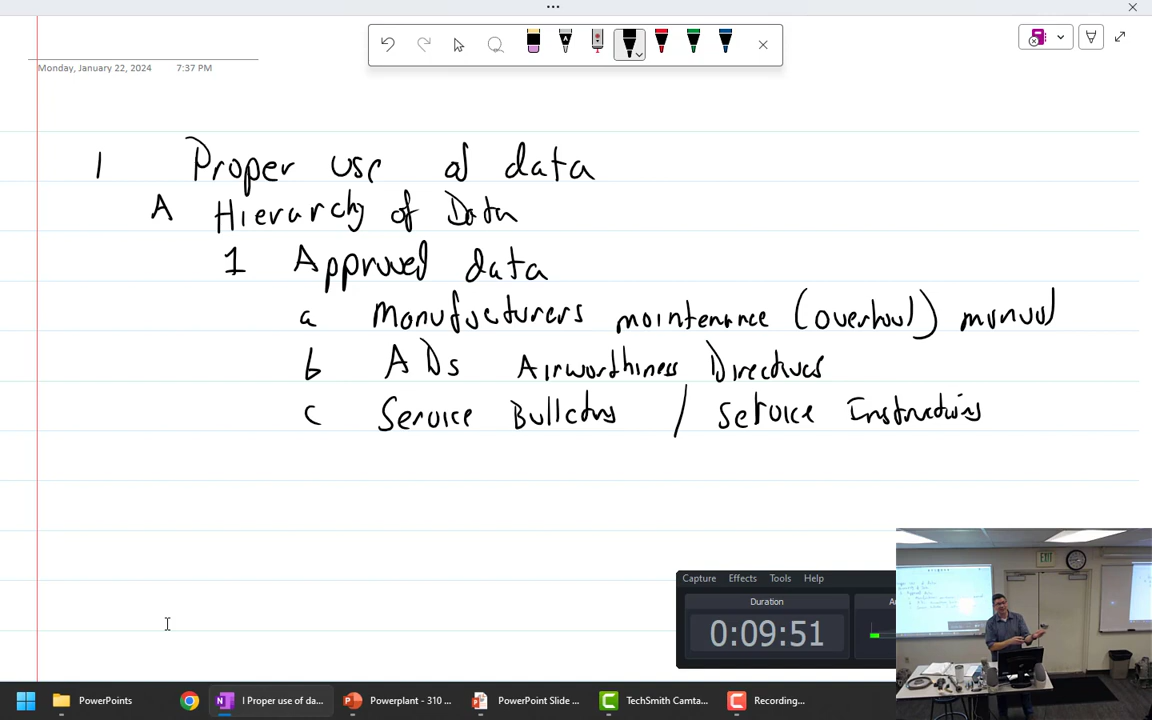 Monday, January 22, 2024 7:37 PM
I Proper use of data
A Hierarchy of Data
1 Approved data
a Manufacturers maintenance (overhaul) manual
b ADs Airworthiness Directives
c Service Bulletins / Service Instructions
Capture Effects Tools Help
Duration
0:09:51
EXIT
PowerPoints
I Proper use of da...
Powerplant - 310 ...
PowerPoint Slide ...
TechSmith Camta...
Recording...